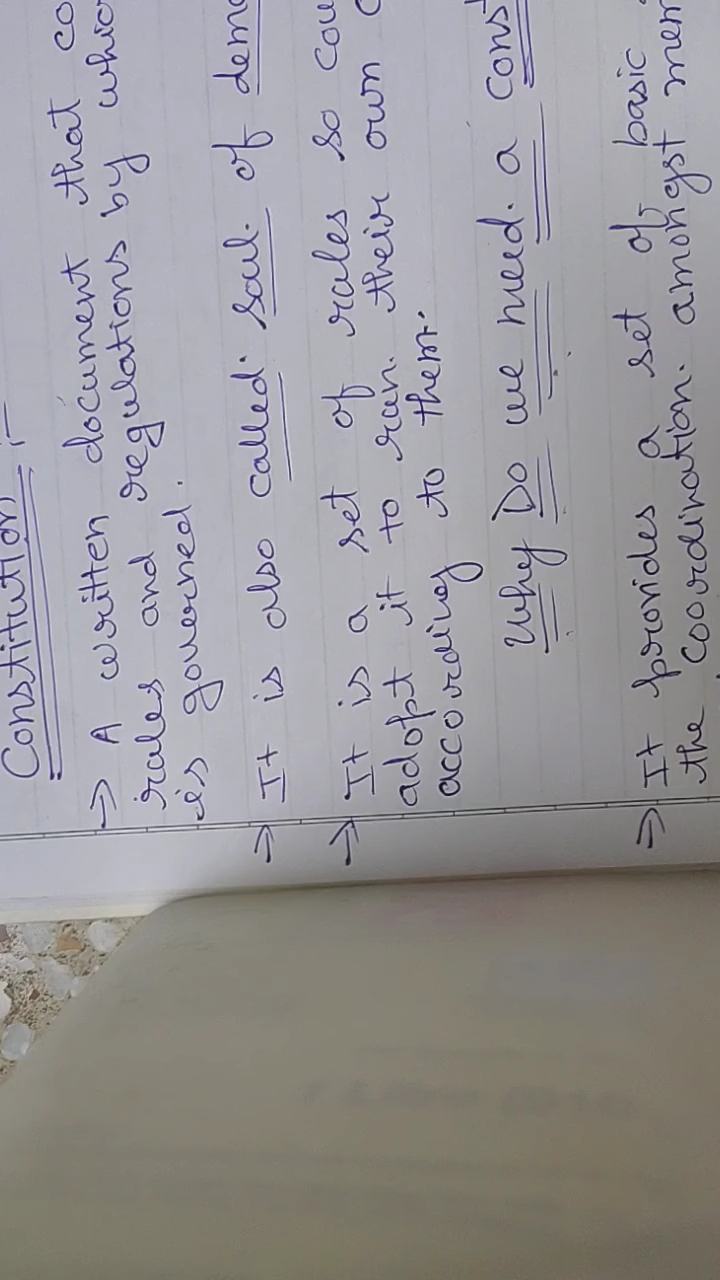 Constitution :-
→ A written document that co
rules and regulations by whic
is governed.
→ It is also called soul of demo
→ It is a set of rules so cou
adopt it to run their own c
according to them.
Why Do we need a const
→ It provides a set of basic
the coordination amongst mem